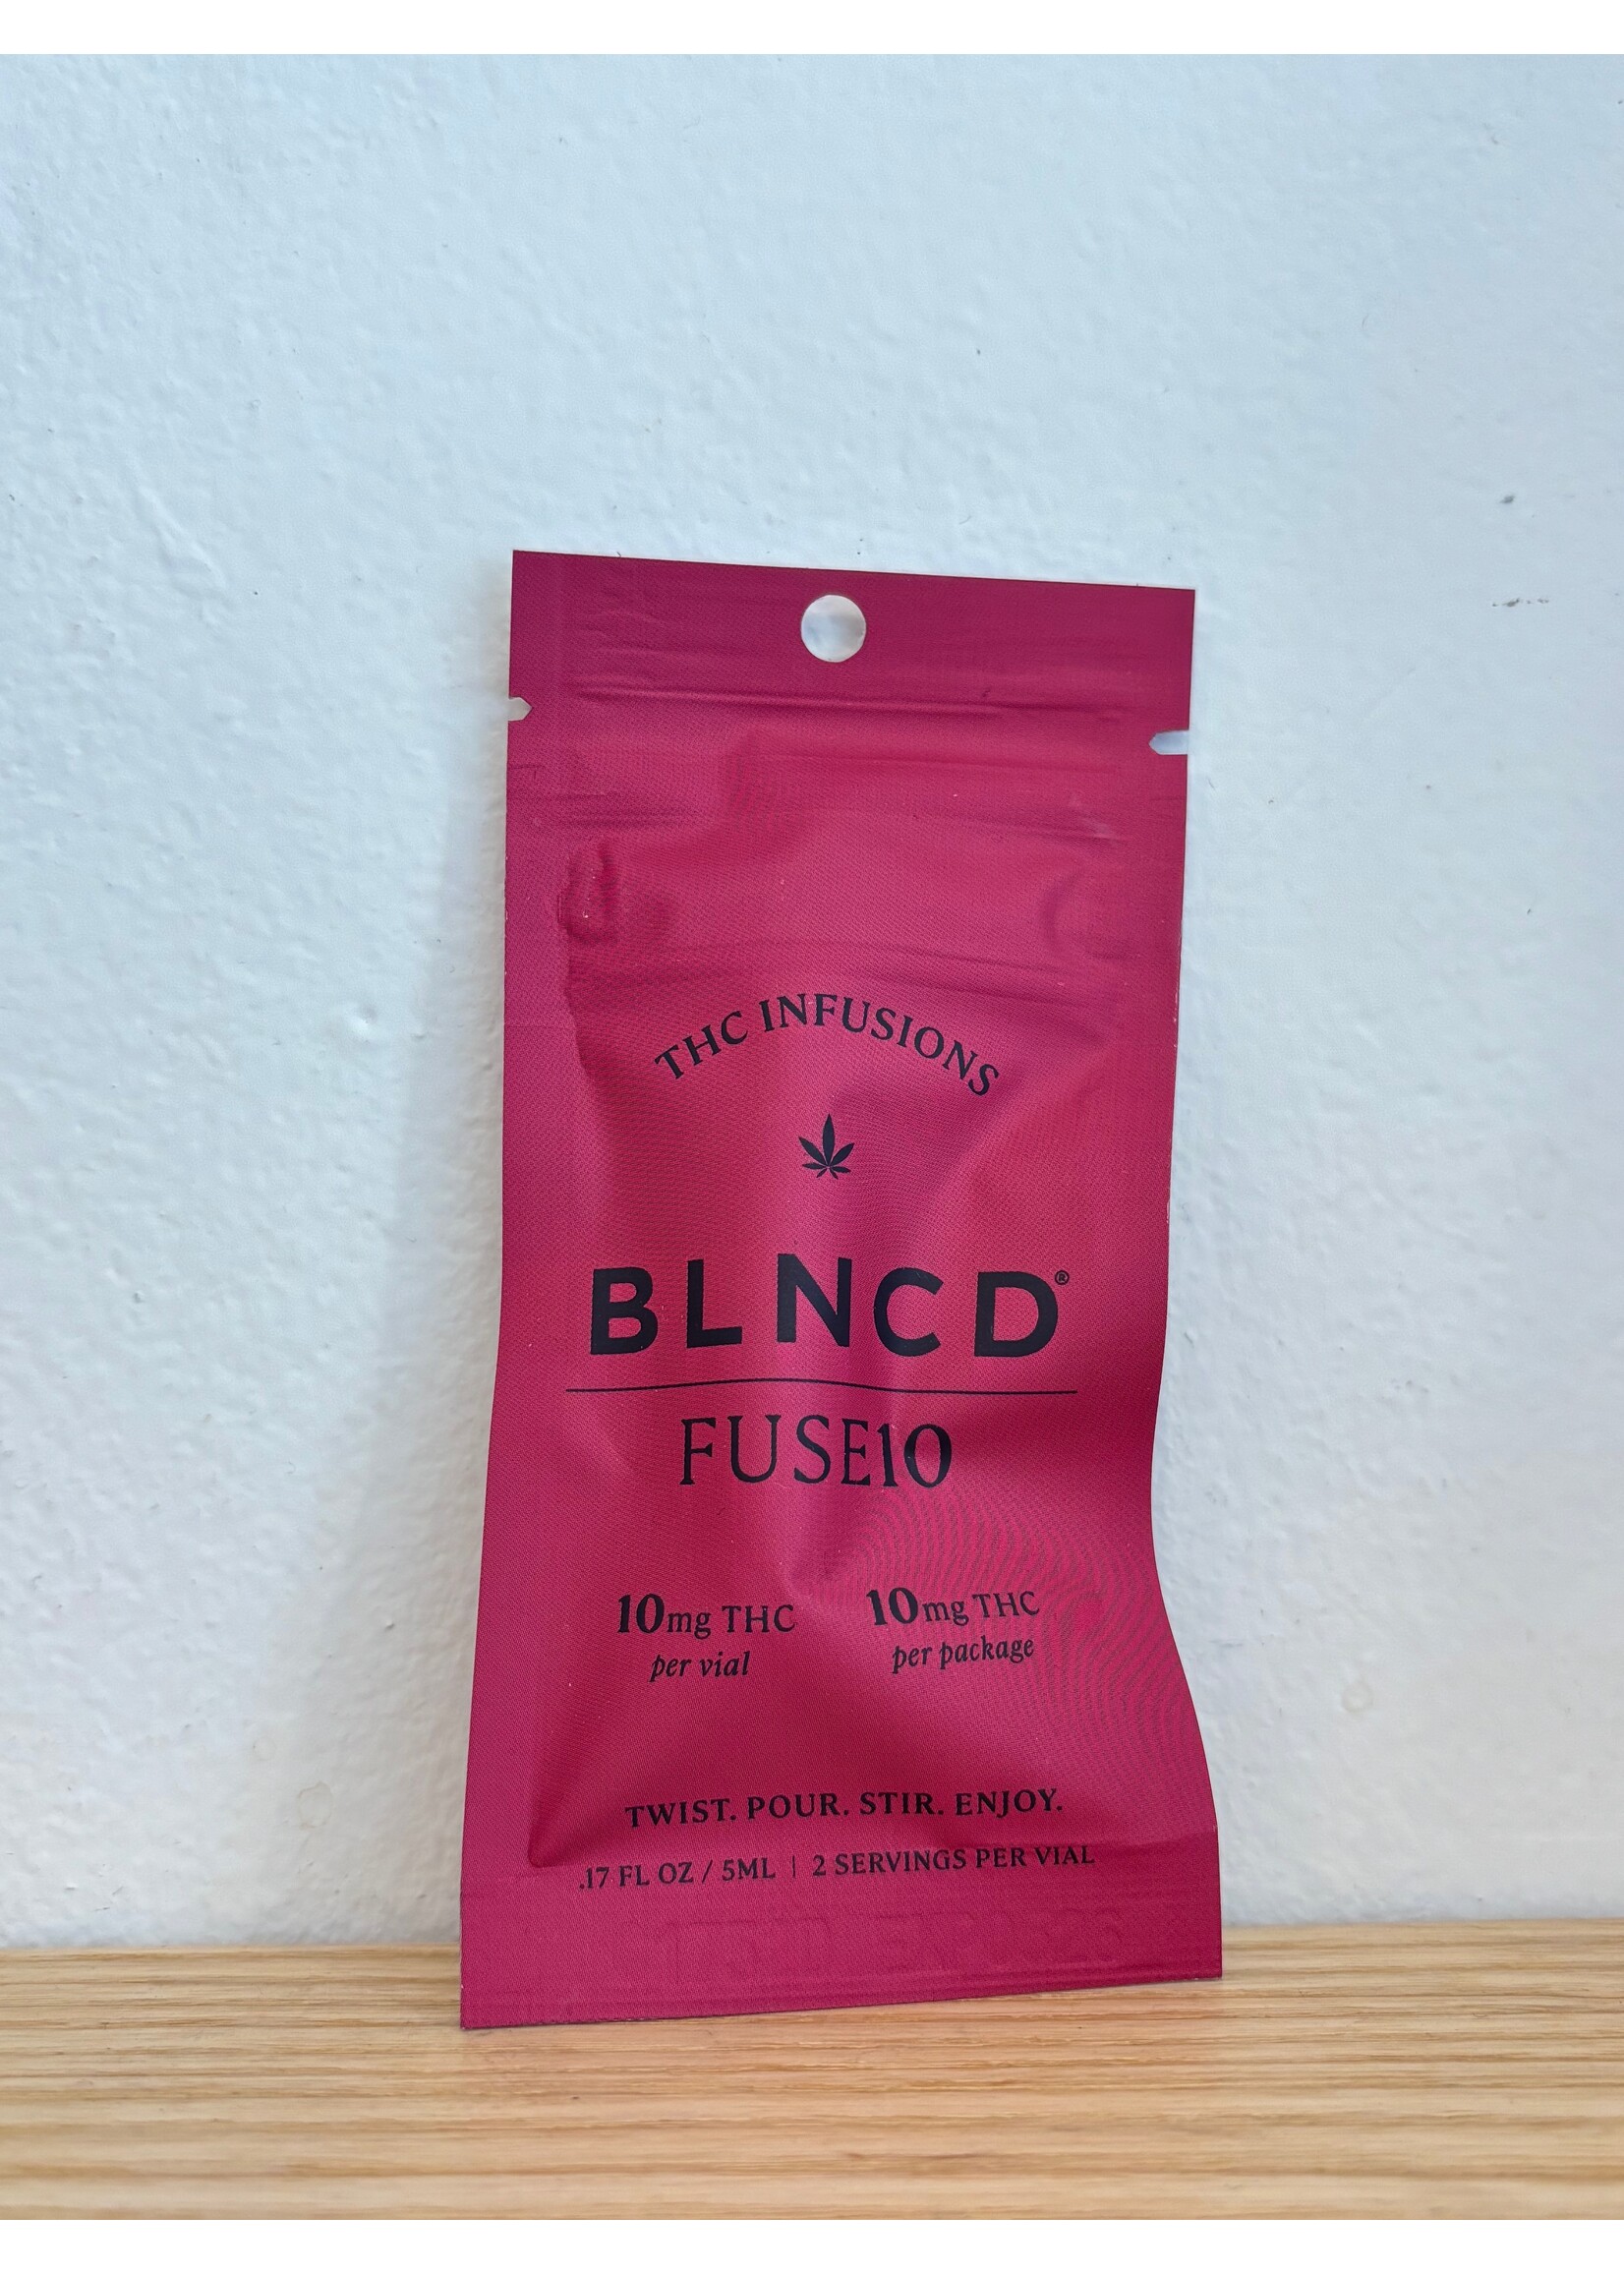 THC INFUSIONS
BLNCD®
FUSE10
10mg THC
per vial
10mg THC
per package
TWIST. POUR. STIR. ENJOY.
.17 FL OZ / 5ML | 2 SERVINGS PER VIAL